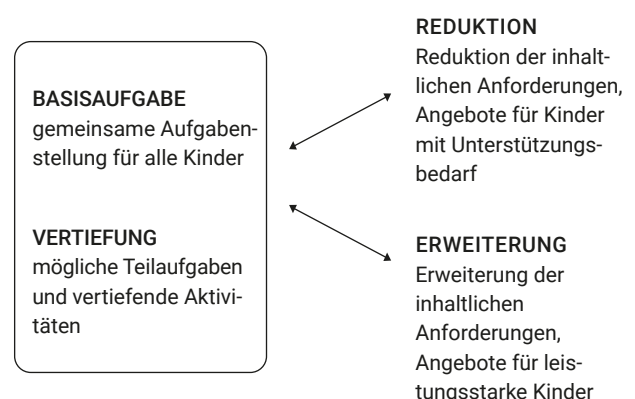 BASISAUFGABE
gemeinsame Aufgaben-
stellung für alle Kinder
VERTIEFUNG
mögliche Teilaufgaben
und vertiefende Aktivi-
täten
REDUKTION
Reduktion der inhalt-
lichen Anforderungen,
Angebote für Kinder
mit Unterstützungs-
bedarf
ERWEITERUNG
Erweiterung der
inhaltlichen
Anforderungen,
Angebote für leis-
tungsstarke Kinder